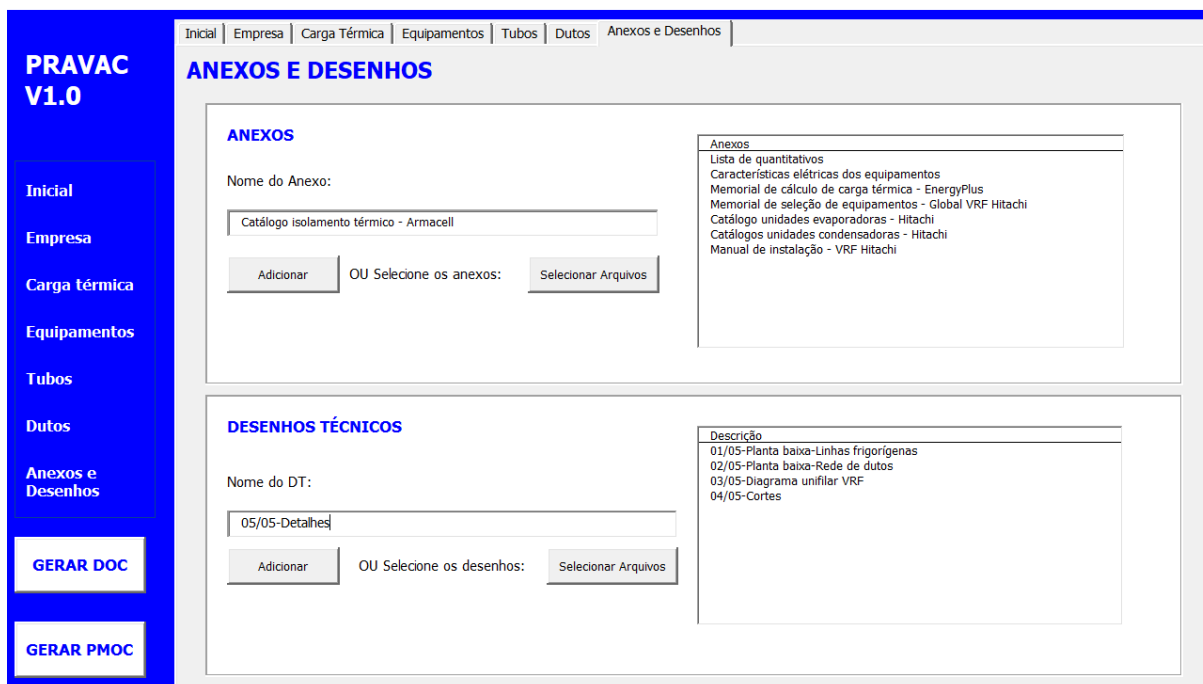 Inicial Empresa Carga Térmica Equipamentos Tubos Dutos Anexos e Desenhos
PRAVAC
V1.0
Inicial
Empresa
Carga térmica
Equipamentos
Tubos
Dutos
Anexos e
Desenhos
GERAR DOC
GERAR PMOC
ANEXOS E DESENHOS
ANEXOS
Nome do Anexo:
Catálogo isolamento térmico - Armacell
Adicionar OU Selecione os anexos: Selecionar Arquivos
Anexos
Lista de quantitativos
Características elétricas dos equipamentos
Memorial de cálculo de carga térmica - EnergyPlus
Memorial de seleção de equipamentos - Global VRF Hitachi
Catálogo unidades evaporadoras - Hitachi
Catálogos unidades condensadoras - Hitachi
Manual de instalação - VRF Hitachi
DESENHOS TÉCNICOS
Nome do DT:
05/05-Detalhes
Adicionar OU Selecione os desenhos: Selecionar Arquivos
Descrição
01/05-Planta baixa-Linhas frigorígenas
02/05-Planta baixa-Rede de dutos
03/05-Diagrama unifilar VRF
04/05-Cortes